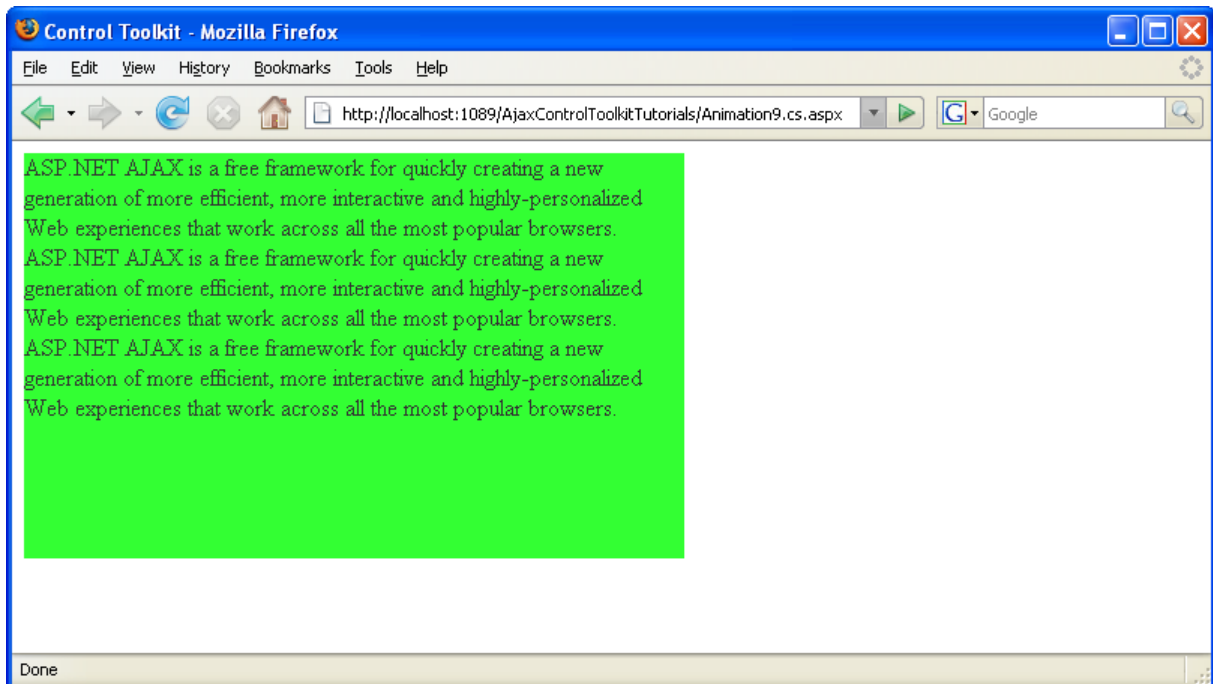 Control Toolkit - Mozilla Firefox
File Edit View History Bookmarks Tools Help
http://localhost:1089/AjaxControlToolkitTutorials/Animation9.cs.aspx G Google
ASP.NET AJAX is a free framework for quickly creating a new
generation of more efficient, more interactive and highly-personalized
Web experiences that work across all the most popular browsers.
ASP.NET AJAX is a free framework for quickly creating a new
generation of more efficient, more interactive and highly-personalized
Web experiences that work across all the most popular browsers.
ASP.NET AJAX is a free framework for quickly creating a new
generation of more efficient, more interactive and highly-personalized
Web experiences that work across all the most popular browsers.
Done